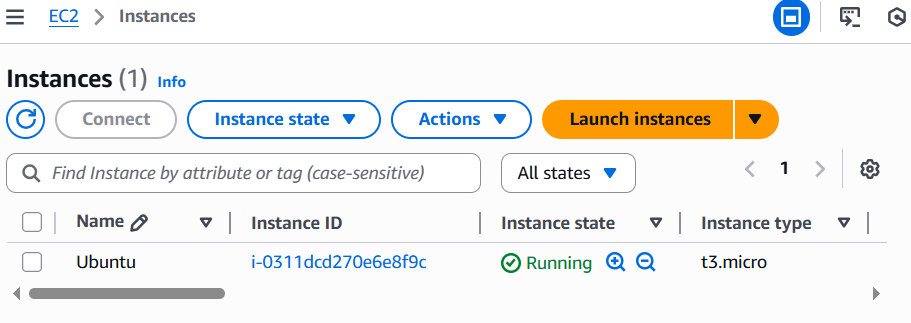 EC2 > Instances
Instances (1) Info
Connect Instance state Actions Launch instances
Find Instance by attribute or tag (case-sensitive) All states 1
Name Instance ID Instance state Instance type
Ubuntu i-0311dcd270e6e8f9c Running t3.micro